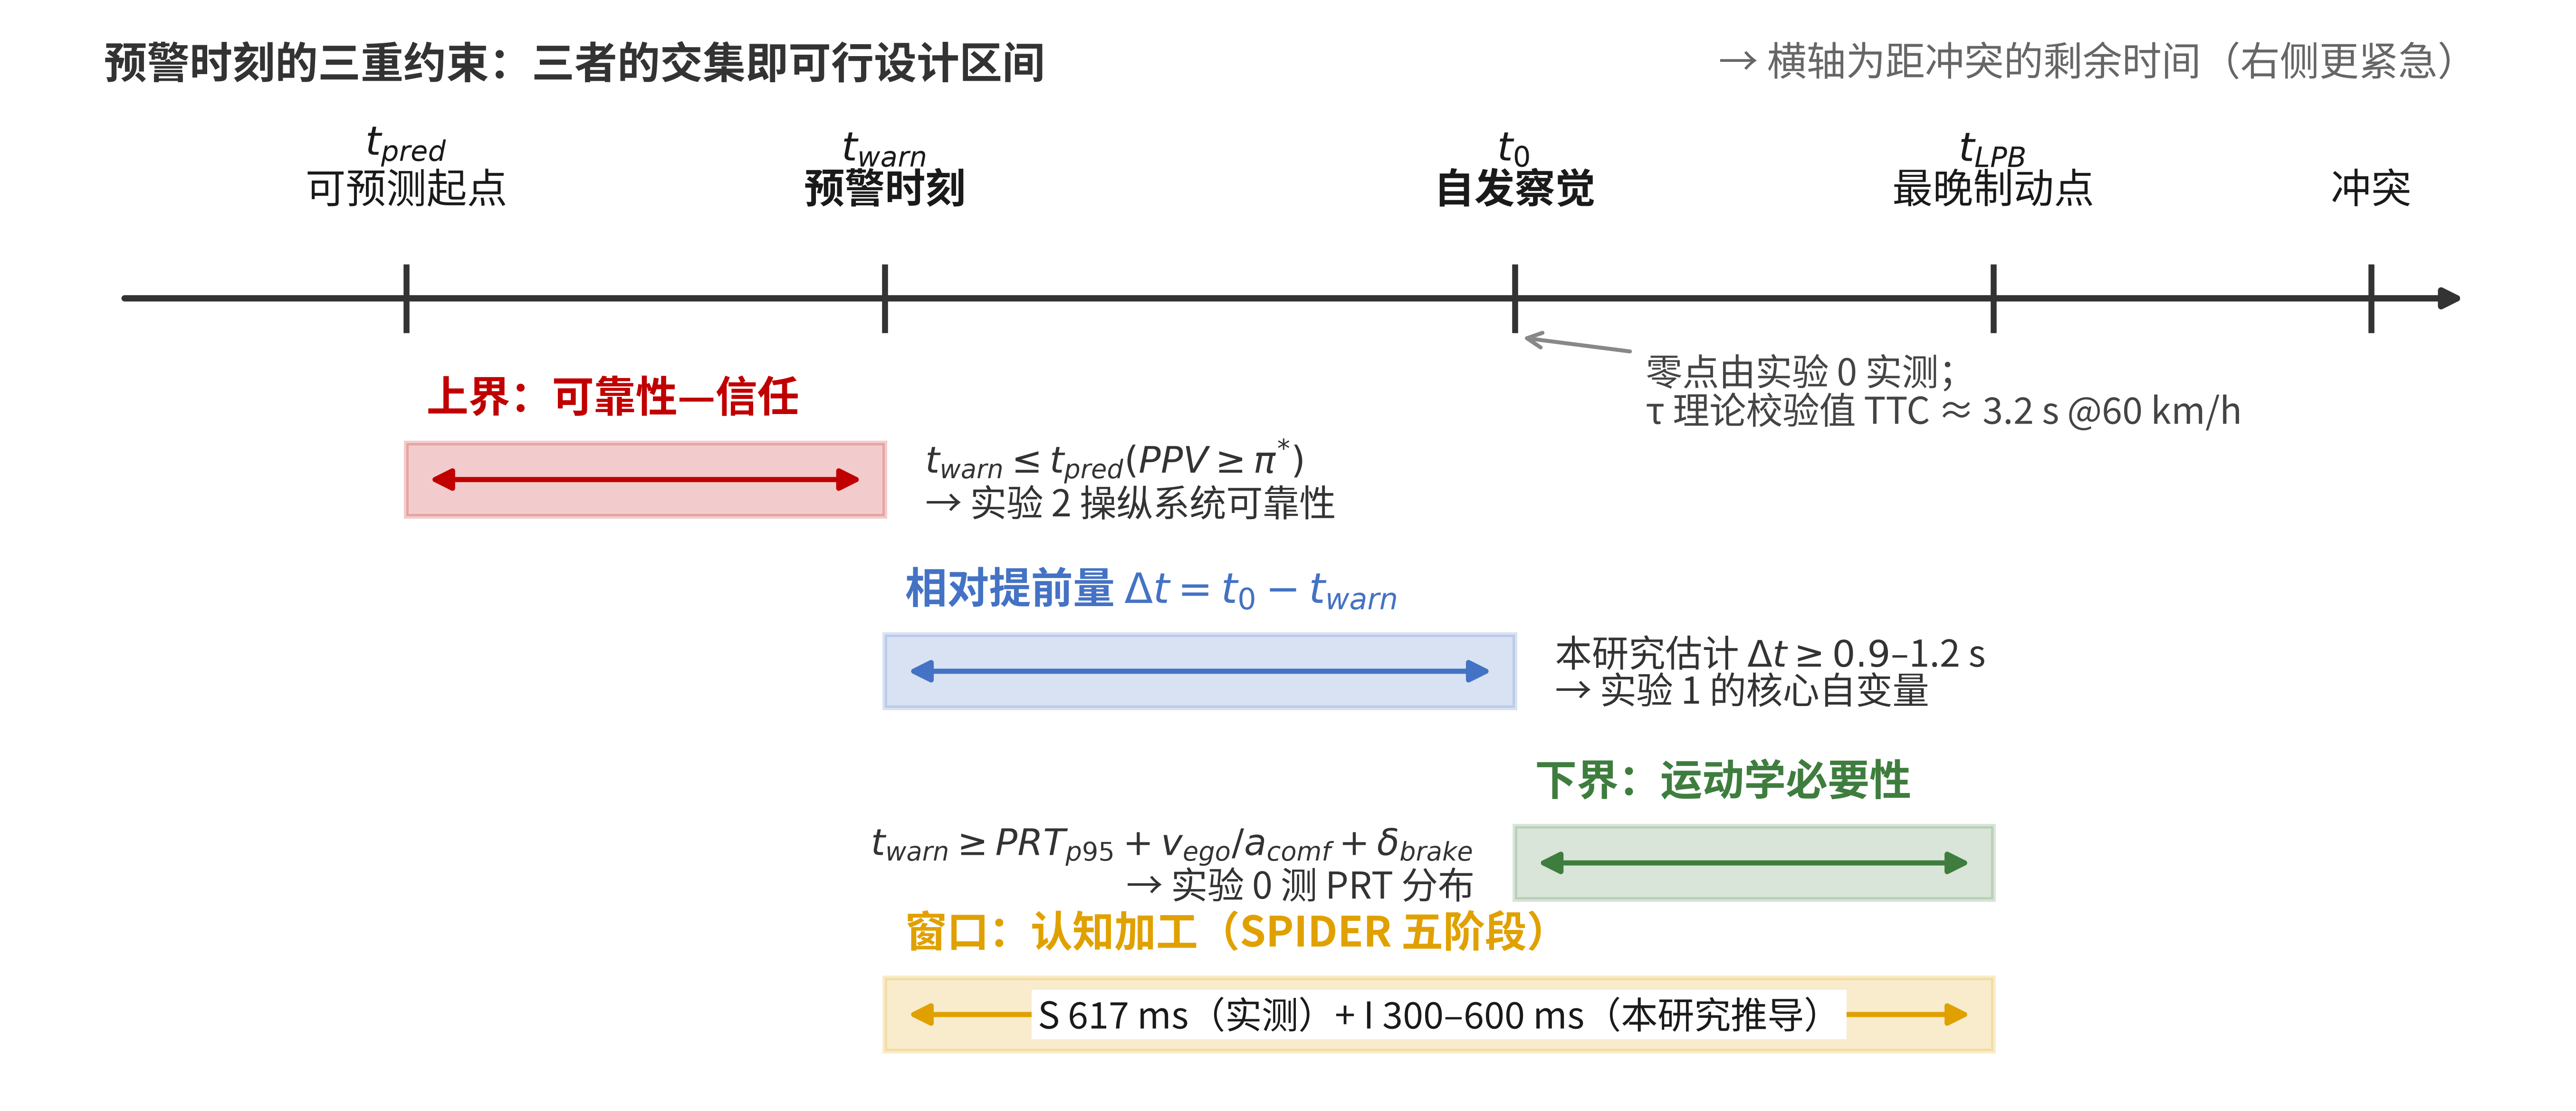 预警时刻的三重约束：三者的交集即可行设计区间
→ 横轴为距冲突的剩余时间（右侧更紧急）
t_pred
可预测起点
t_warn
预警时刻
t_0
自发察觉
t_LPB
最晚制动点
冲突
零点由实验 0 实测；
τ 理论校验值 TTC ≈ 3.2 s @60 km/h
上界：可靠性—信任
t_warn ≤ t_pred(PPV ≥ π*)
→ 实验 2 操纵系统可靠性
相对提前量 Δt = t_0 − t_warn
本研究估计 Δt ≥ 0.9–1.2 s
→ 实验 1 的核心自变量
下界：运动学必要性
t_warn ≥ PRT_p95 + v_ego/a_comf + δ_brake
→ 实验 0 测 PRT 分布
窗口：认知加工（SPIDER 五阶段）
S 617 ms（实测）+ I 300–600 ms（本研究推导）